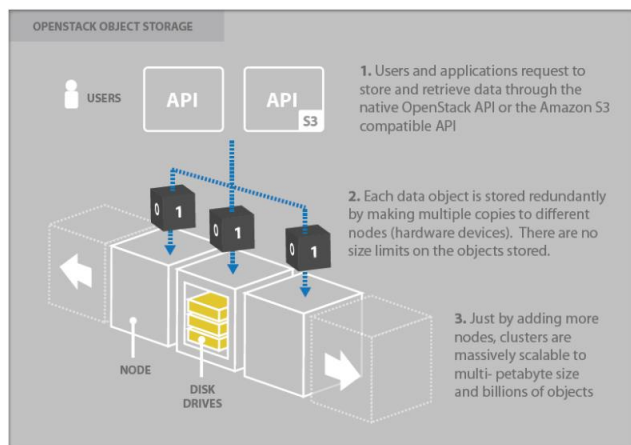 OPENSTACK OBJECT STORAGE
USERS
API
API
S3
1. Users and applications request to
store and retrieve data through the
native OpenStack API or the Amazon S3
compatible API
0 1
0 1
0 1
2. Each data object is stored redundantly
by making multiple copies to different
nodes (hardware devices). There are no
size limits on the objects stored.
3. Just by adding more
nodes, clusters are
massively scalable to
multi- petabyte size
and billions of objects
NODE
DISK
DRIVES